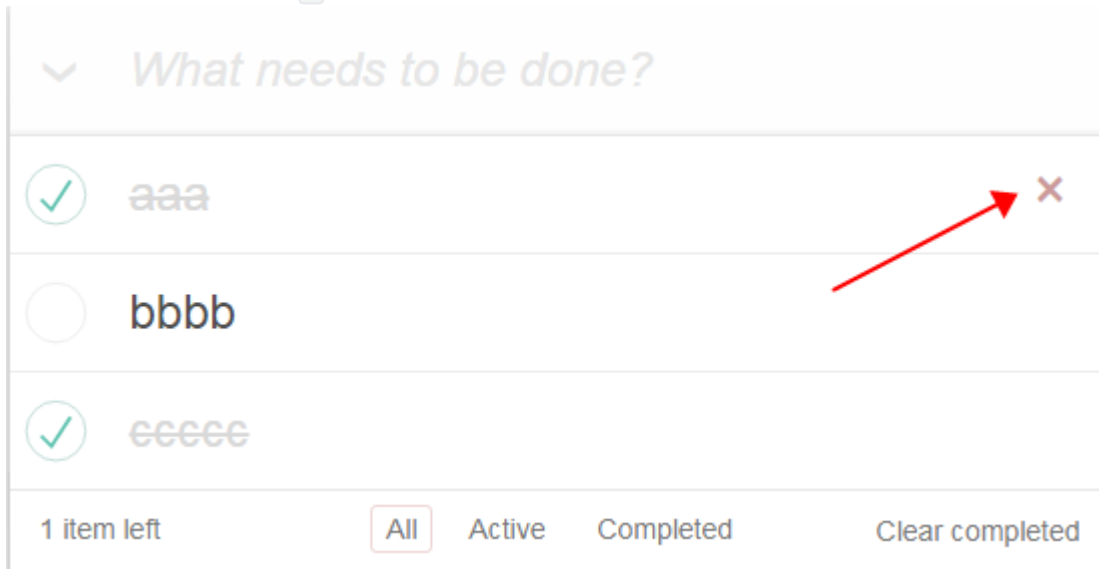 What needs to be done?
aaa
bbbb
ccccc
1 item left All Active Completed Clear completed